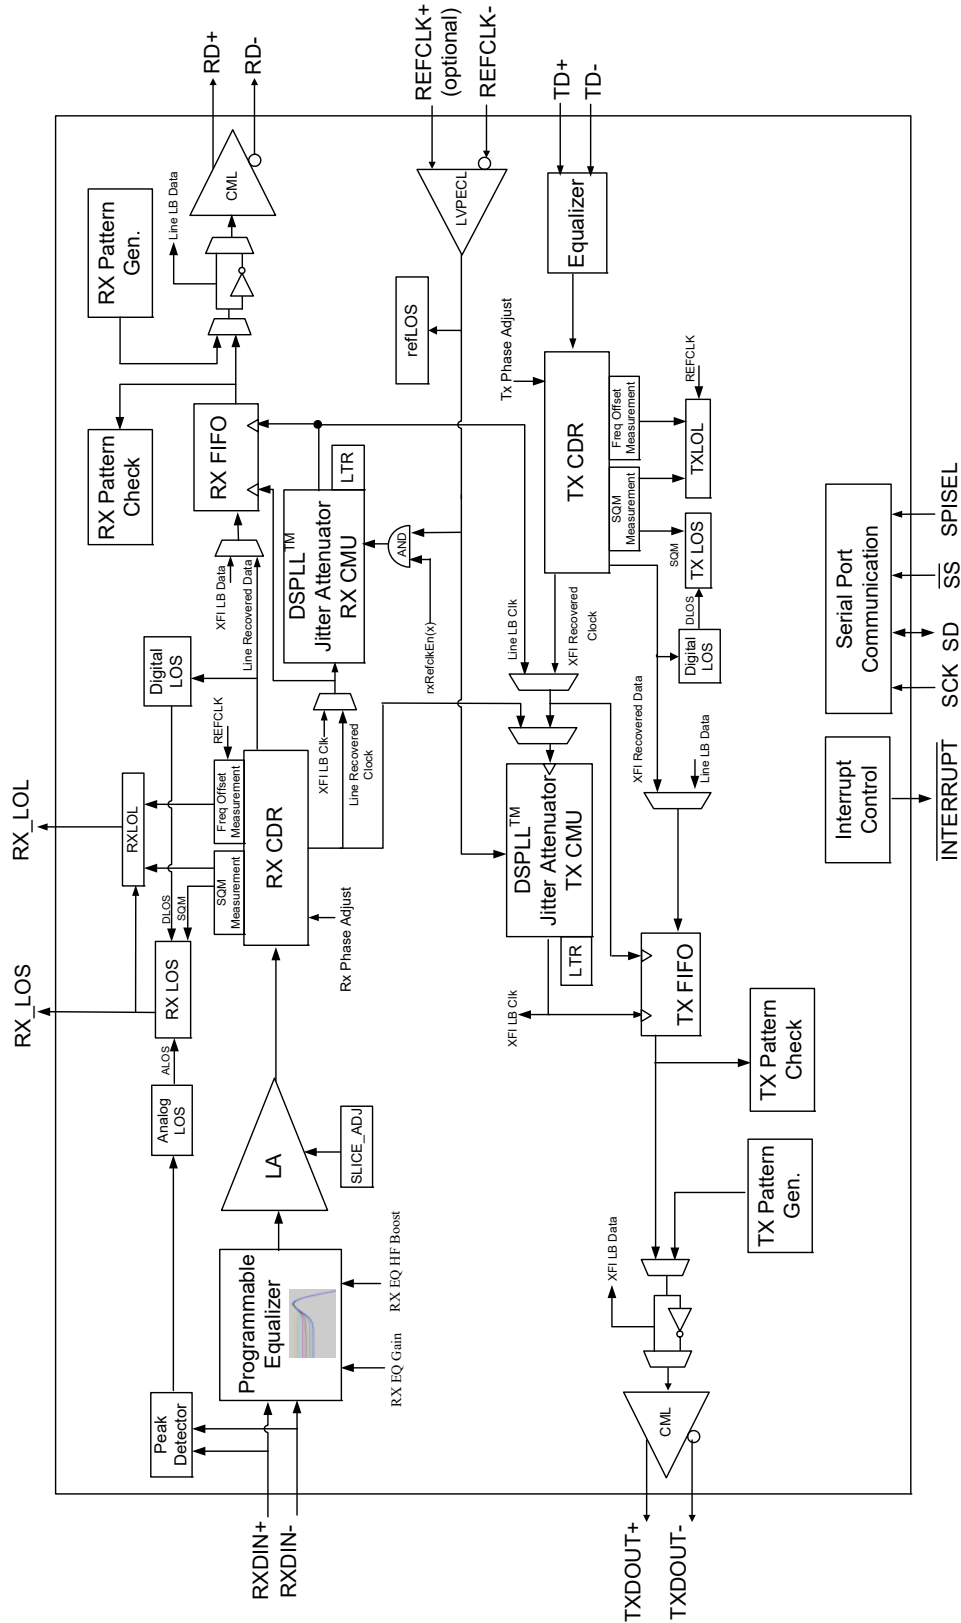 RX_LOS
RX_LOL
Peak
Detector
Analog
LOS
ALOS
RX LOS
DLOS
SQM
RXLOL
Digital
LOS
REFCLK
RX Pattern
Check
RX Pattern
Gen.
Line LB Data
RXDIN+
RXDIN-
Programmable
Equalizer
RX EQ Gain
RX EQ HF Boost
LA
SLICE_ADJ
SQM
Measurement
Freq Offset
Measurement
RX CDR
Rx Phase Adjust
Line Recovered Data
XFI LB Data
RX FIFO
CML
RD+
RD-
XFI LB Clk
Line Recovered
Clock
DSPLL™
Jitter Attenuator
RX CMU
LTR
AND
rxRefclkEn(x)
refLOS
LVPECL
REFCLK+
(optional)
REFCLK-
XFI LB Clk
LTR
DSPLL™
Jitter Attenuator
TX CMU
Line LB Clk
XFI Recovered
Clock
Tx Phase Adjust
TX CDR
SQM
Measurement
Freq Offset
Measurement
Equalizer
TD+
TD-
TXDOUT+
TXDOUT-
CML
XFI LB Data
TX FIFO
XFI Recovered Data
Line LB Data
Digital
LOS
DLOS
SQM
TX LOS
TXLOL
REFCLK
TX Pattern
Gen.
TX Pattern
Check
Interrupt
Control
Serial Port
Communication
INTERRUPT
SCK
SD
SS
SPISEL